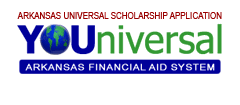 ARKANSAS UNIVERSAL SCHOLARSHIP APPLICATION
YOUniversal
ARKANSAS FINANCIAL AID SYSTEM